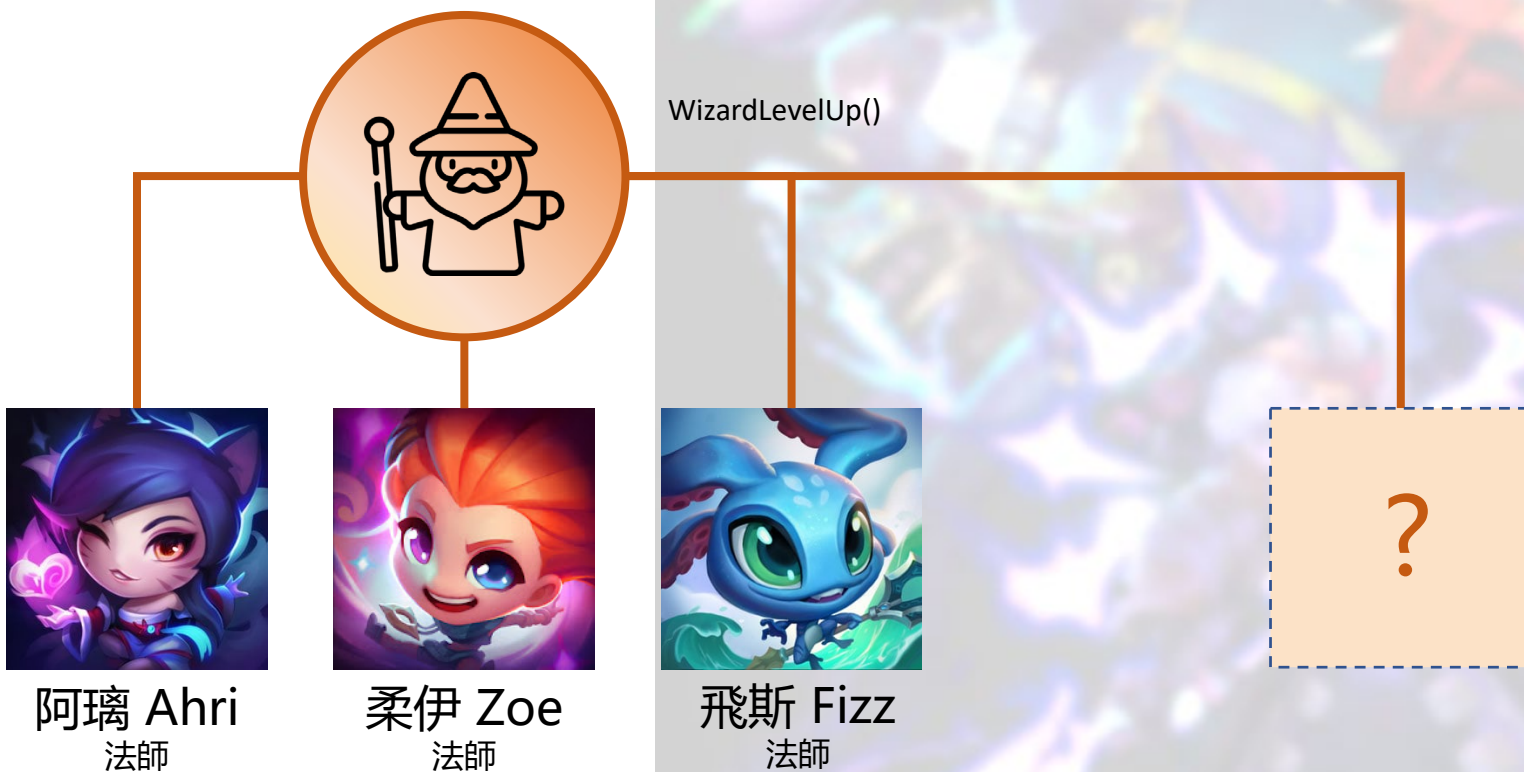 WizardLevelUp()
?
阿璃 Ahri
法師
柔伊 Zoe
法師
飛斯 Fizz
法師